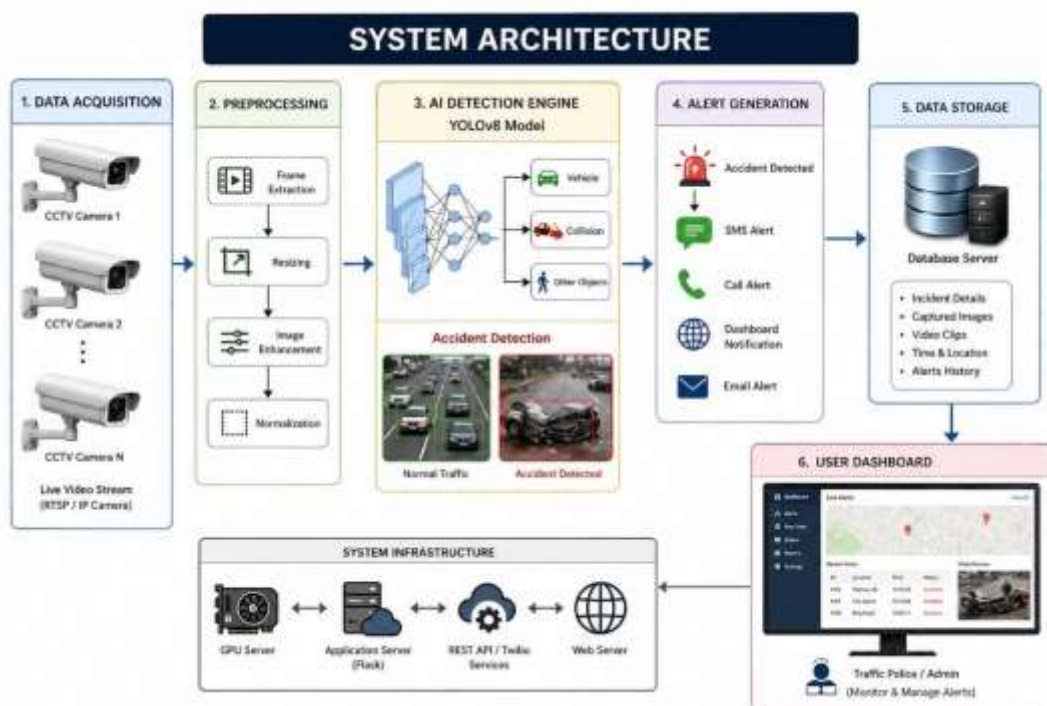 SYSTEM ARCHITECTURE
1. DATA ACQUISITION
CCTV Camera 1
CCTV Camera 2
CCTV Camera N
Live Video Stream
(RTSP / IP Camera)
2. PREPROCESSING
Frame
Extraction
Resizing
Image
Enhancement
Normalization
3. AI DETECTION ENGINE
YOLOv8 Model
Vehicle
Collision
Other Objects
Accident Detection
Normal Traffic
Accident Detected
4. ALERT GENERATION
Accident Detected
SMS Alert
Call Alert
Dashboard
Notification
Email Alert
5. DATA STORAGE
Database Server
• Incident Details
• Captured Images
• Video Clips
• Time & Location
• Alerts History
6. USER DASHBOARD
Dashboard
Traffic Police / Admin
(Monitor & Manage Alerts)
SYSTEM INFRASTRUCTURE
GPU Server
Application Server
(Flask)
REST API / Twilio
Services
Web Server